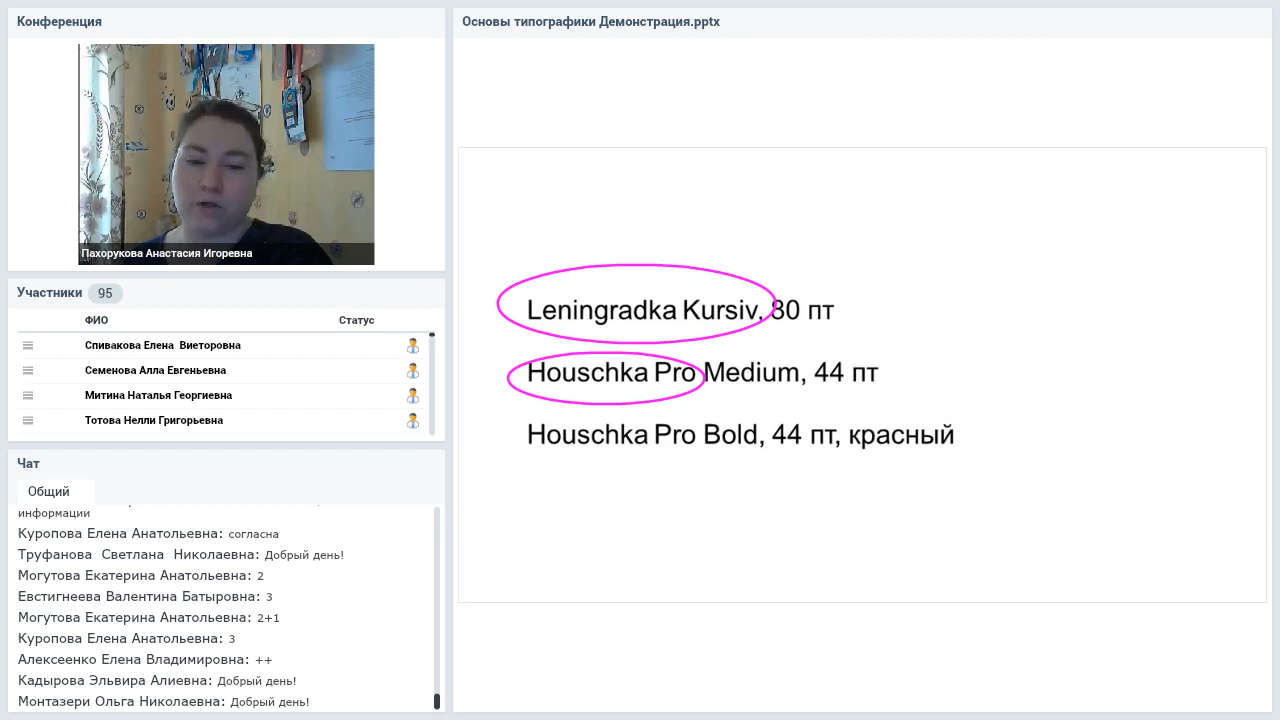 Конференция
Пахорукова Анастасия Игоревна
Участники 95
ФИО Статус
Спивакова Елена Виеторовна
Семенова Алла Евгеньевна
Митина Наталья Георгиевна
Тотова Нелли Григорьевна
Чат
Общий
информации
Куропова Елена Анатольевна: согласна
Труфанова Светлана Николаевна: Добрый день!
Могутова Екатерина Анатольевна: 2
Евстигнеева Валентина Батыровна: 3
Могутова Екатерина Анатольевна: 2+1
Куропова Елена Анатольевна: 3
Алексеенко Елена Владимировна: ++
Кадырова Эльвира Алиевна: Добрый день!
Монтазери Ольга Николаевна: Добрый день!
Основы типографики Демонстрация.pptx
Leningradka Kursiv, 80 пт
Houschka Pro Medium, 44 пт
Houschka Pro Bold, 44 пт, красный